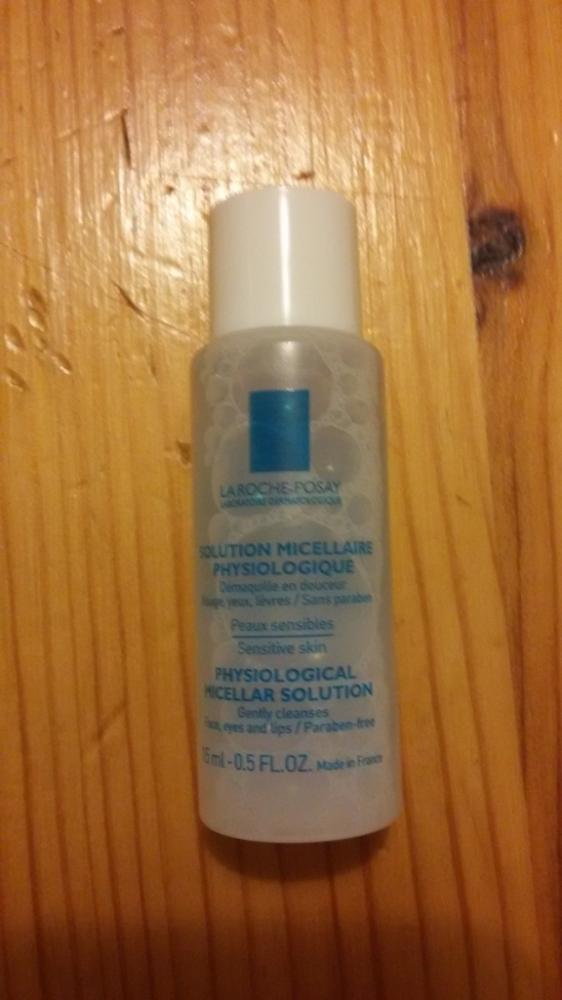 LA ROCHE-POSAY
LABORATOIRE DERMATOLOGIQUE
SOLUTION MICELLAIRE
PHYSIOLOGIQUE
Démaquille en douceur
yeux, lèvres / Sans paraben
Peaux sensibles
Sensitive skin
PHYSIOLOGICAL
MICELLAR SOLUTION
Gently cleanses
Face, eyes and lips / Paraben-free
15 ml - 0.5 FL.OZ. Made in France